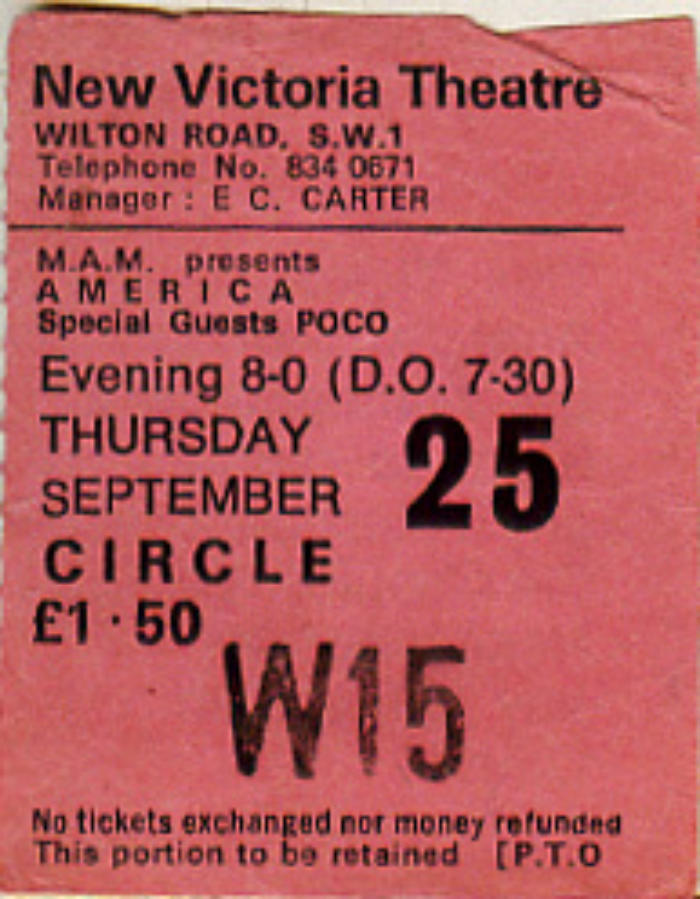 New Victoria Theatre
WILTON ROAD, S.W.1
Telephone No. 834 0671
Manager : E C. CARTER
M.A.M. presents
AMERICA
Special Guests POCO
Evening 8-0 (D.O. 7-30)
THURSDAY
SEPTEMBER 25
CIRCLE
£1·50
W15
No tickets exchanged nor money refunded
This portion to be retained [P.T.O